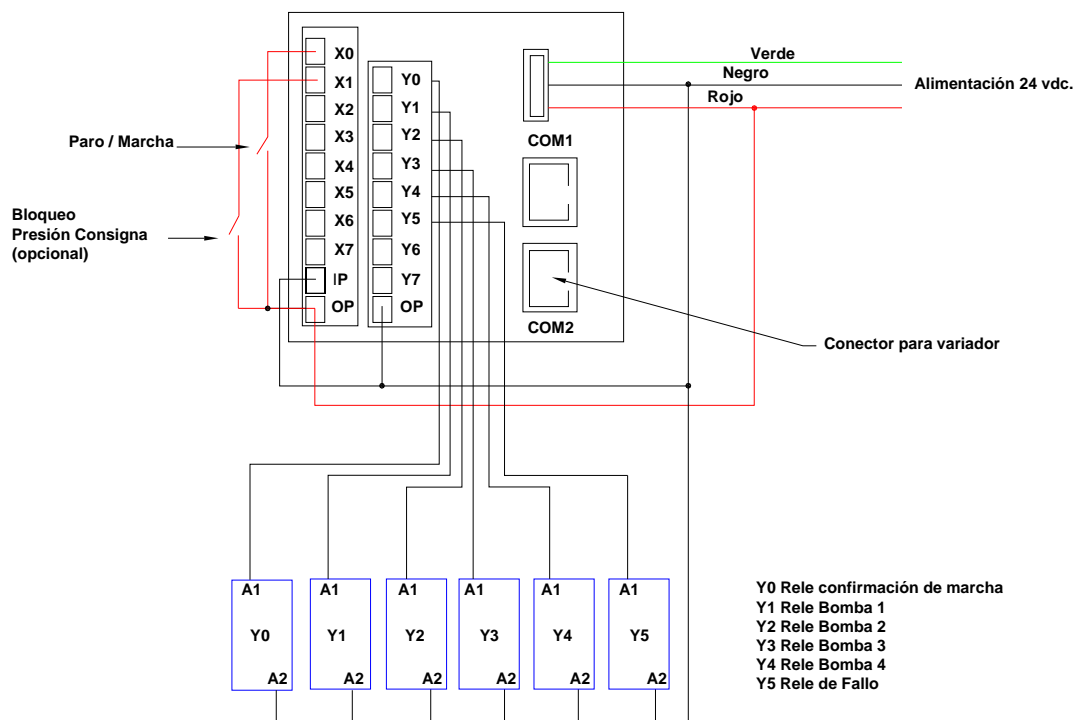 X0
X1
X2
X3
X4
X5
X6
X7
IP
OP
Y0
Y1
Y2
Y3
Y4
Y5
Y6
Y7
OP
COM1
COM2
Verde
Negro
Rojo
Alimentación 24 vdc.
Paro / Marcha
Bloqueo
Presión Consigna
(opcional)
Conector para variador
A1
Y0
A2
A1
Y1
A2
A1
Y2
A2
A1
Y3
A2
A1
Y4
A2
A1
Y5
A2
Y0 Rele confirmación de marcha
Y1 Rele Bomba 1
Y2 Rele Bomba 2
Y3 Rele Bomba 3
Y4 Rele Bomba 4
Y5 Rele de Fallo